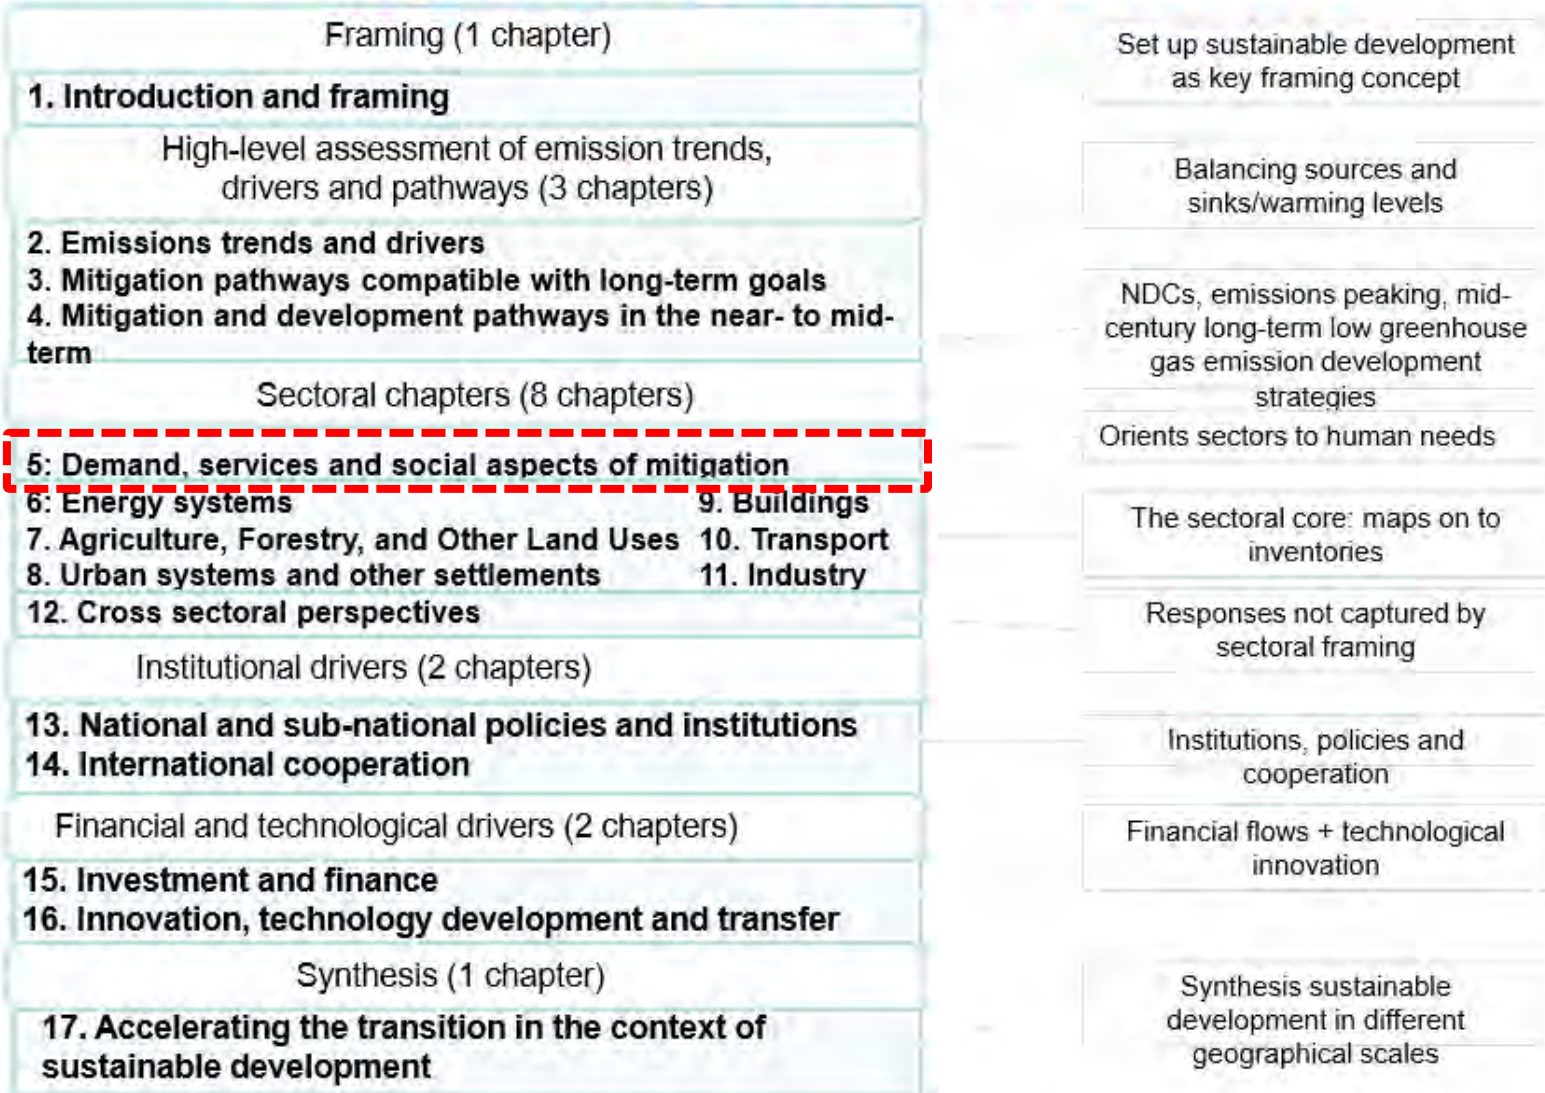 Framing (1 chapter)
1. Introduction and framing
High-level assessment of emission trends,
drivers and pathways (3 chapters)
2. Emissions trends and drivers
3. Mitigation pathways compatible with long-term goals
4. Mitigation and development pathways in the near- to mid-
term
Sectoral chapters (8 chapters)
5: Demand, services and social aspects of mitigation
6: Energy systems
9. Buildings
7. Agriculture, Forestry, and Other Land Uses
10. Transport
8. Urban systems and other settlements
11. Industry
12. Cross sectoral perspectives
Institutional drivers (2 chapters)
13. National and sub-national policies and institutions
14. International cooperation
Financial and technological drivers (2 chapters)
15. Investment and finance
16. Innovation, technology development and transfer
Synthesis (1 chapter)
17. Accelerating the transition in the context of
sustainable development
Set up sustainable development
as key framing concept
Balancing sources and
sinks/warming levels
NDCs, emissions peaking, mid-
century long-term low greenhouse
gas emission development
strategies
Orients sectors to human needs
The sectoral core: maps on to
inventories
Responses not captured by
sectoral framing
Institutions, policies and
cooperation
Financial flows + technological
innovation
Synthesis sustainable
development in different
geographical scales